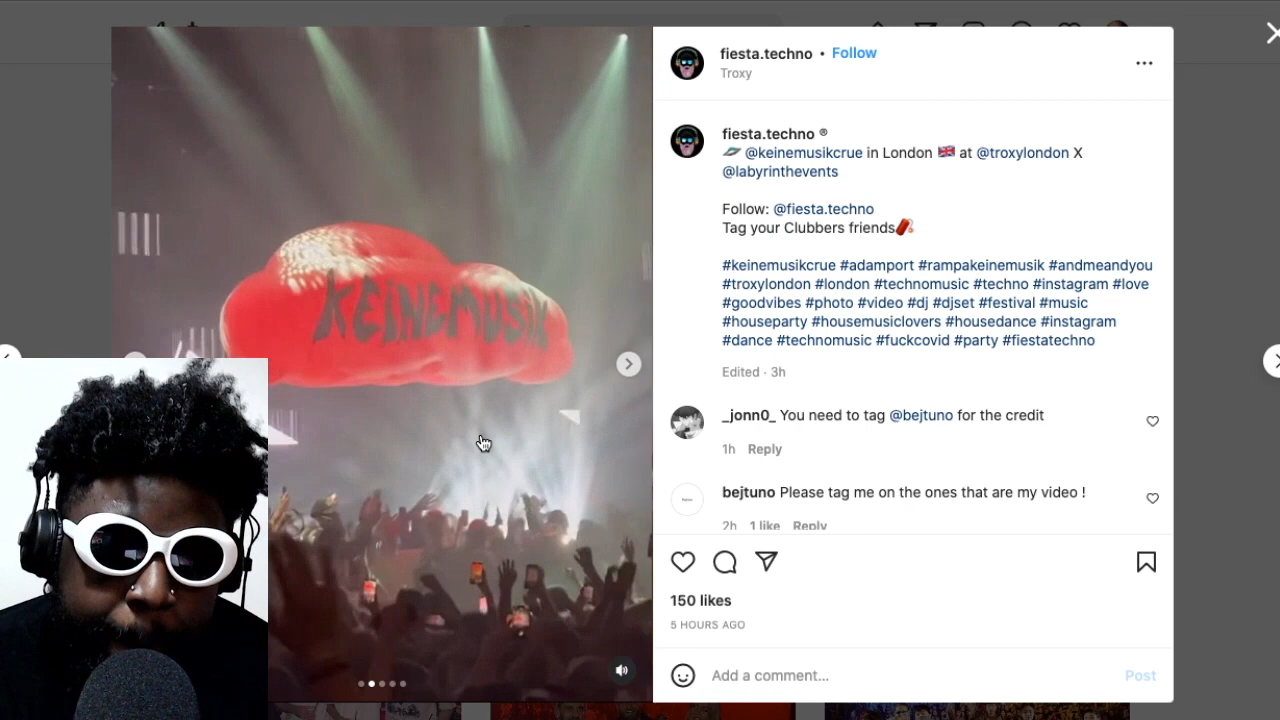 KEINEMUSIK
fiesta.techno • Follow
Troxy
fiesta.techno ®
🛸 @keinemusikcrue in London 🇬🇧 at @troxylondon X
@labyrinthevents
Follow: @fiesta.techno
Tag your Clubbers friends🧨
#keinemusikcrue #adamport #rampakeinemusik #andmeandyou
#troxylondon #london #technomusic #techno #instagram #love
#goodvibes #photo #video #dj #djset #festival #music
#houseparty #housemusiclovers #housedance #instagram
#dance #technomusic #fuckcovid #party #fiestatechno
Edited · 3h
_jonn0_ You need to tag @bejtuno for the credit
1h Reply
bejtuno Please tag me on the ones that are my video !
2h 1 like Reply
150 likes
5 HOURS AGO
Add a comment... Post